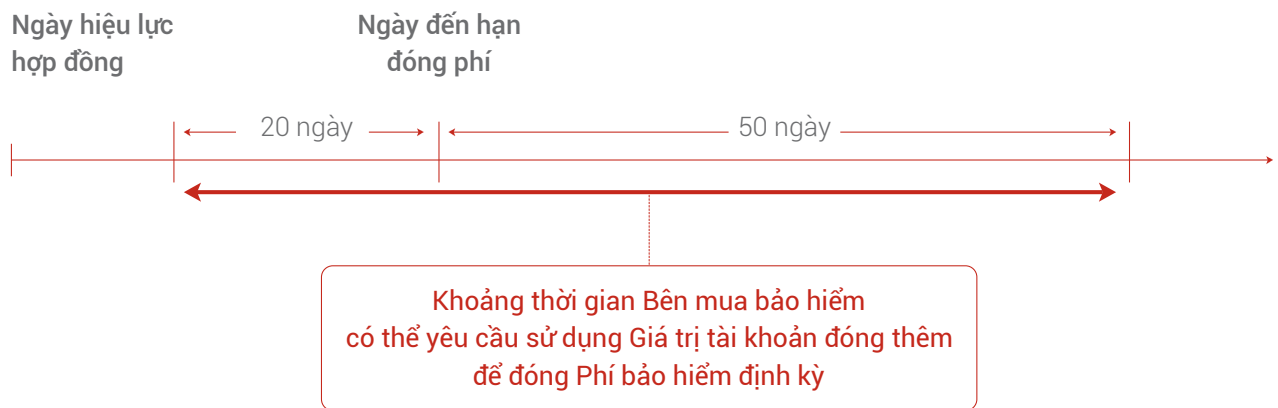 Ngày hiệu lực
hợp đồng
Ngày đến hạn
đóng phí
20 ngày
50 ngày
Khoảng thời gian Bên mua bảo hiểm
có thể yêu cầu sử dụng Giá trị tài khoản đóng thêm
để đóng Phí bảo hiểm định kỳ